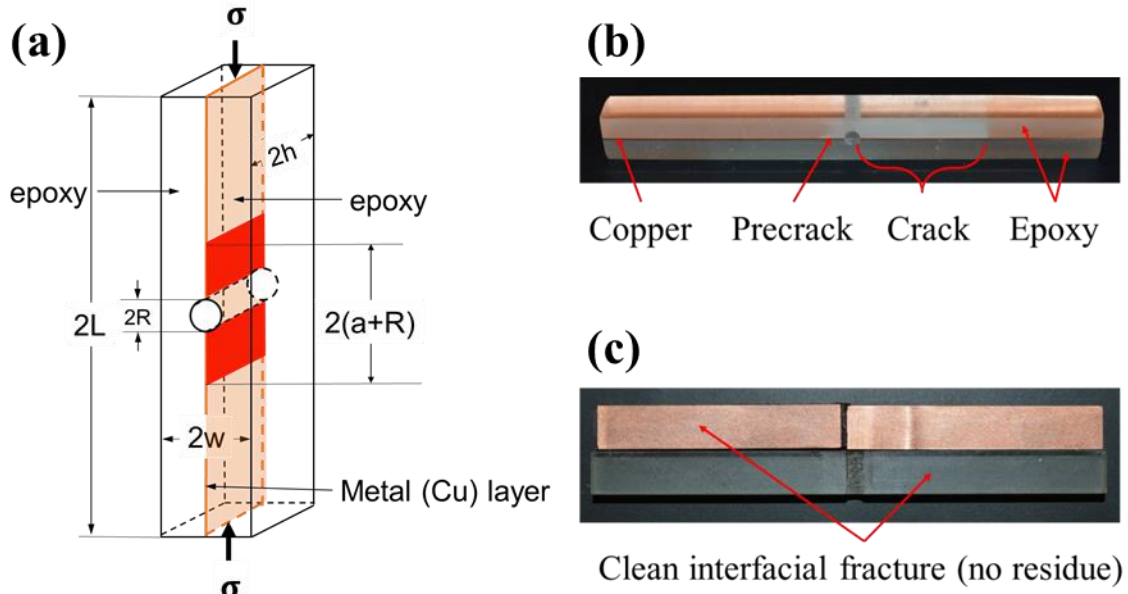 (a)
σ
2h
epoxy
epoxy
2L
2R
2(a+R)
2w
Metal (Cu) layer
σ
(b)
Copper
Precrack
Crack
Epoxy
(c)
Clean interfacial fracture (no residue)